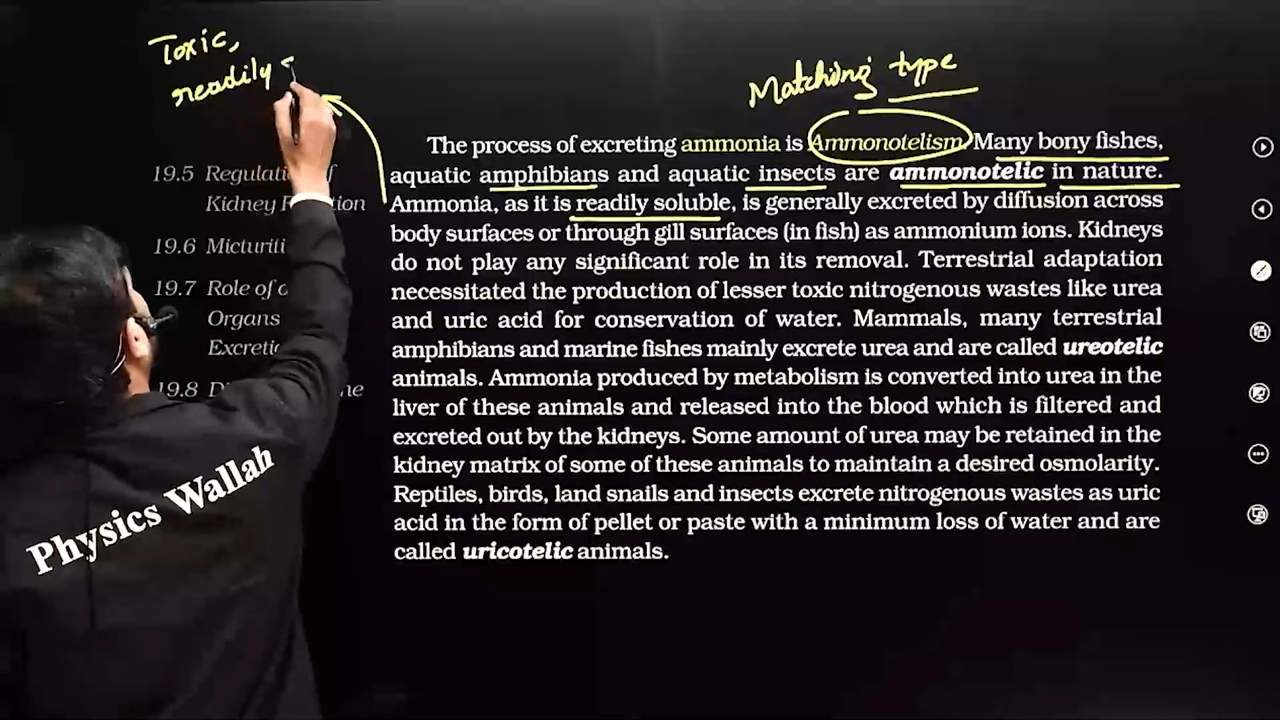 Toxic,
readily s
Matching type
The process of excreting ammonia is Ammonotelism. Many bony fishes,
aquatic amphibians and aquatic insects are ammonotelic in nature.
Ammonia, as it is readily soluble, is generally excreted by diffusion across
body surfaces or through gill surfaces (in fish) as ammonium ions. Kidneys
do not play any significant role in its removal. Terrestrial adaptation
necessitated the production of lesser toxic nitrogenous wastes like urea
and uric acid for conservation of water. Mammals, many terrestrial
amphibians and marine fishes mainly excrete urea and are called ureotelic
animals. Ammonia produced by metabolism is converted into urea in the
liver of these animals and released into the blood which is filtered and
excreted out by the kidneys. Some amount of urea may be retained in the
kidney matrix of some of these animals to maintain a desired osmolarity.
Reptiles, birds, land snails and insects excrete nitrogenous wastes as uric
acid in the form of pellet or paste with a minimum loss of water and are
called uricotelic animals.
19.5 Regulati of
Kidney F ction
19.6 Micturiti
19.7 Role of o
Organs
Excretio
19.8 D ne
Physics Wallah